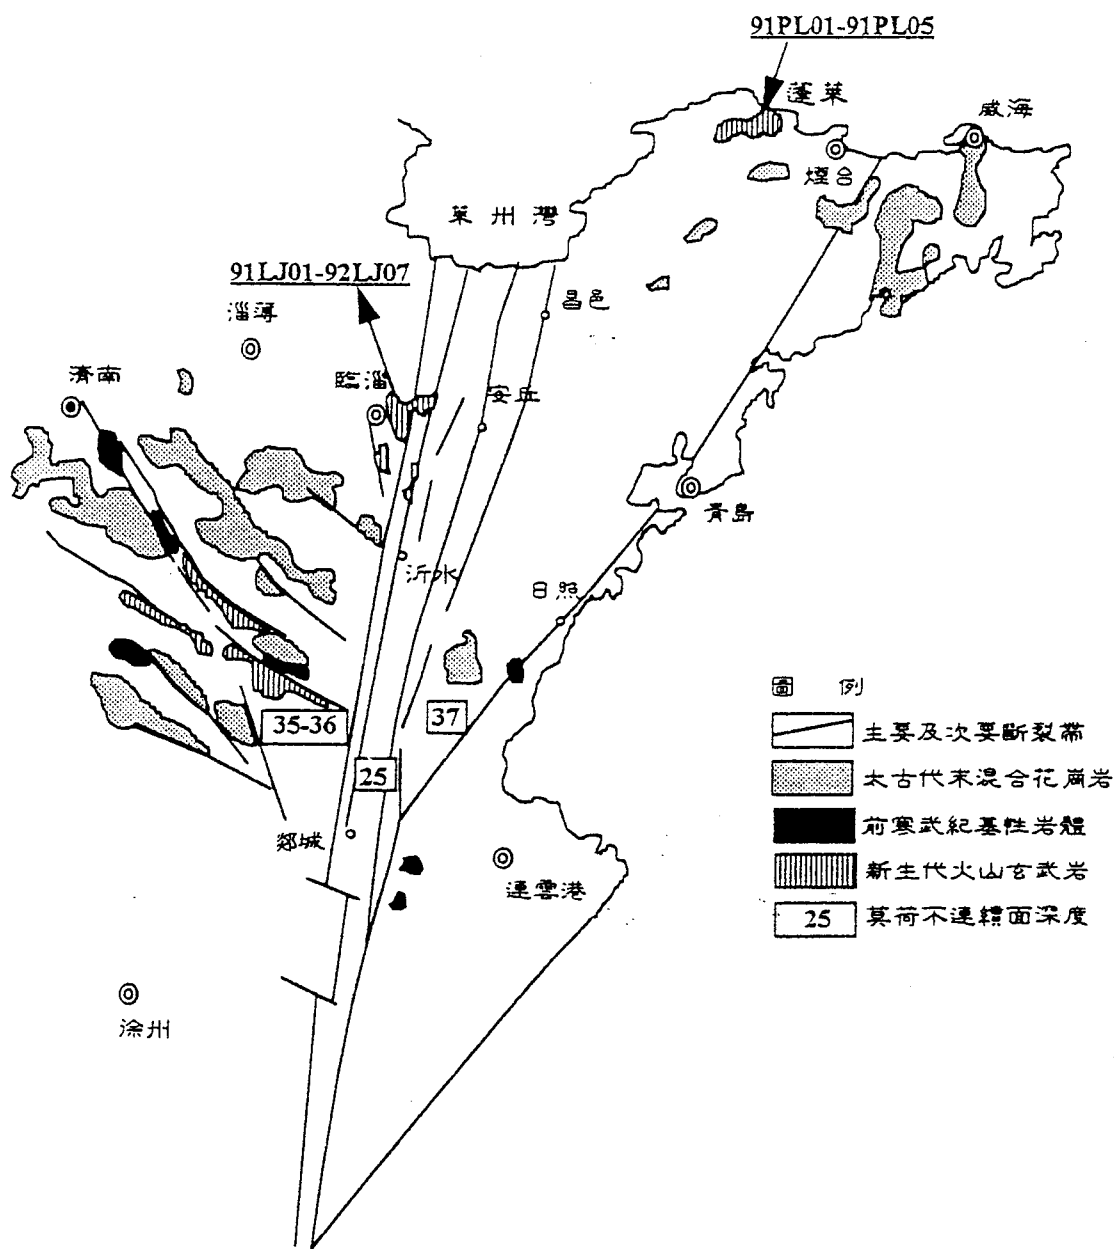 91PL01-91PL05
蓬萊
威海
煙台
萊州灣
91LJ01-92LJ07
淄薄
昌邑
濟南
臨淄
安丘
青島
沂水
日照
圖例
35-36
37
主要及次要斷裂帶
25
太古代末混合花崗岩
前寒武紀基性岩體
郯城
新生代火山玄武岩
連雲港
25
莫荷不連續面深度
涂州